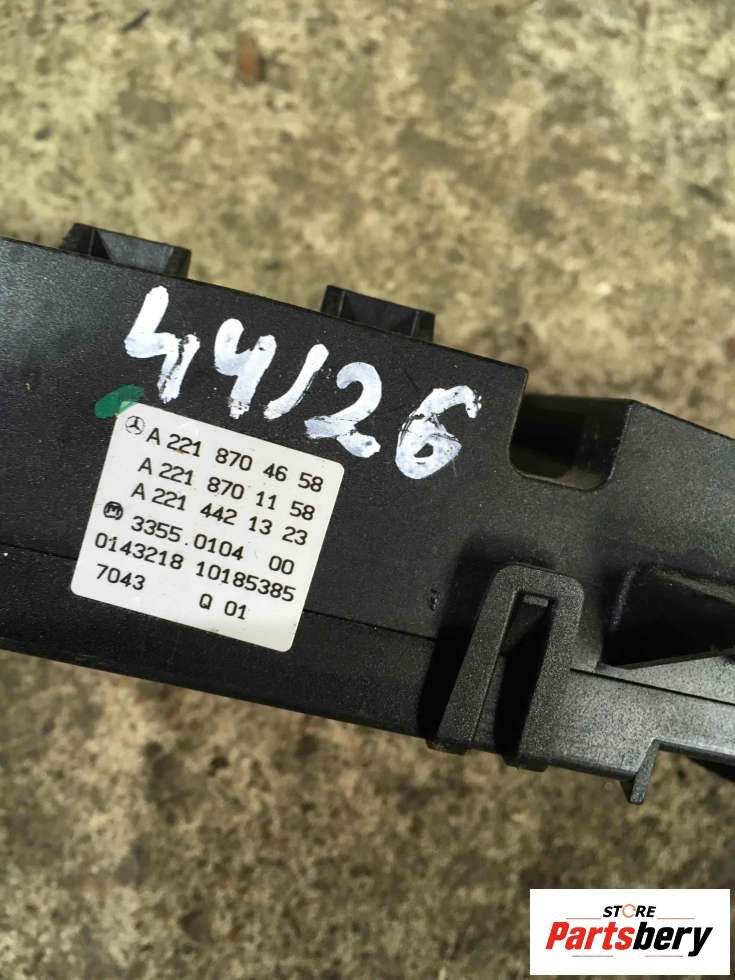 44126
A 221 870 46 58
A 221 870 11 58
A 221 442 13 23
3355.0104 00
0143218 10185385
7043 Q 01
STORE
Partsbery